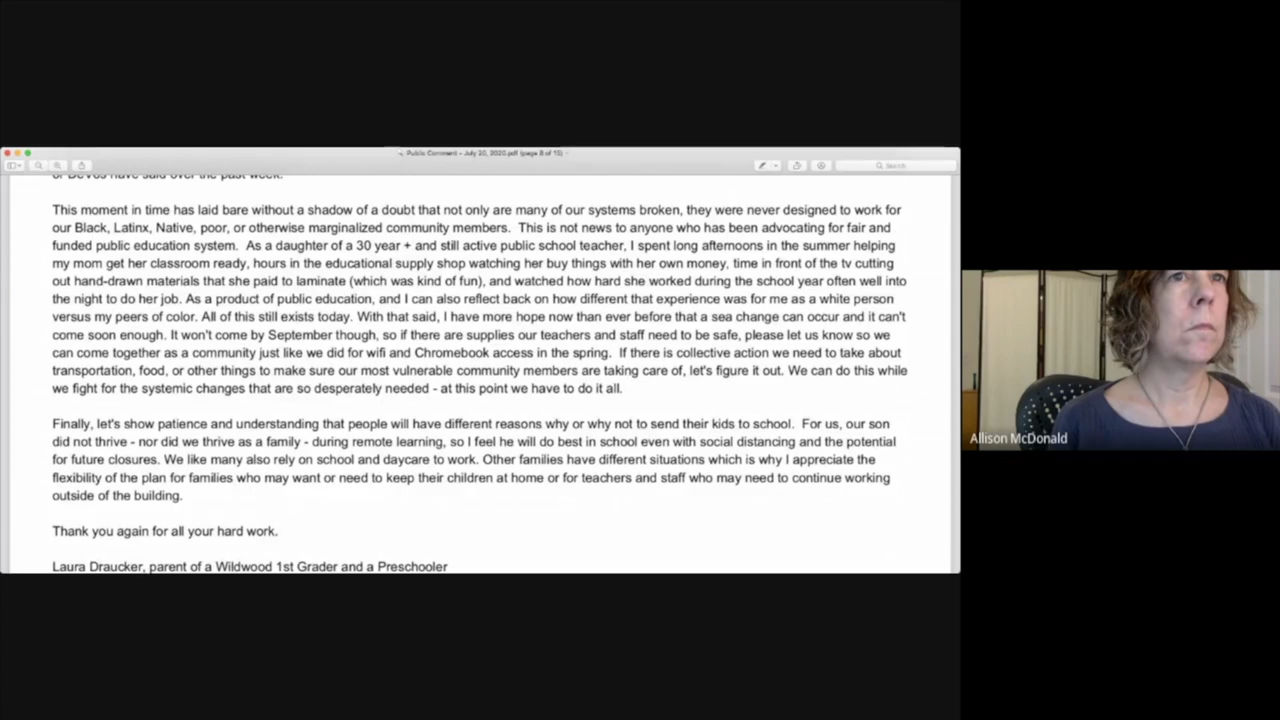 Public Comment - July 20, 2020.pdf (page 8 of 15)
Search
or DeVos have said over the past week.
This moment in time has laid bare without a shadow of a doubt that not only are many of our systems broken, they were never designed to work for
our Black, Latinx, Native, poor, or otherwise marginalized community members.  This is not news to anyone who has been advocating for fair and
funded public education system.  As a daughter of a 30 year + and still active public school teacher, I spent long afternoons in the summer helping
my mom get her classroom ready, hours in the educational supply shop watching her buy things with her own money, time in front of the tv cutting
out hand-drawn materials that she paid to laminate (which was kind of fun), and watched how hard she worked during the school year often well into
the night to do her job. As a product of public education, and I can also reflect back on how different that experience was for me as a white person
versus my peers of color. All of this still exists today. With that said, I have more hope now than ever before that a sea change can occur and it can't
come soon enough. It won't come by September though, so if there are supplies our teachers and staff need to be safe, please let us know so we
can come together as a community just like we did for wifi and Chromebook access in the spring.  If there is collective action we need to take about
transportation, food, or other things to make sure our most vulnerable community members are taking care of, let's figure it out. We can do this while
we fight for the systemic changes that are so desperately needed - at this point we have to do it all.
Finally, let's show patience and understanding that people will have different reasons why or why not to send their kids to school.  For us, our son
did not thrive - nor did we thrive as a family - during remote learning, so I feel he will do best in school even with social distancing and the potential
for future closures. We like many also rely on school and daycare to work. Other families have different situations which is why I appreciate the
flexibility of the plan for families who may want or need to keep their children at home or for teachers and staff who may need to continue working
outside of the building.
Thank you again for all your hard work.
Laura Draucker, parent of a Wildwood 1st Grader and a Preschooler
Allison McDonald